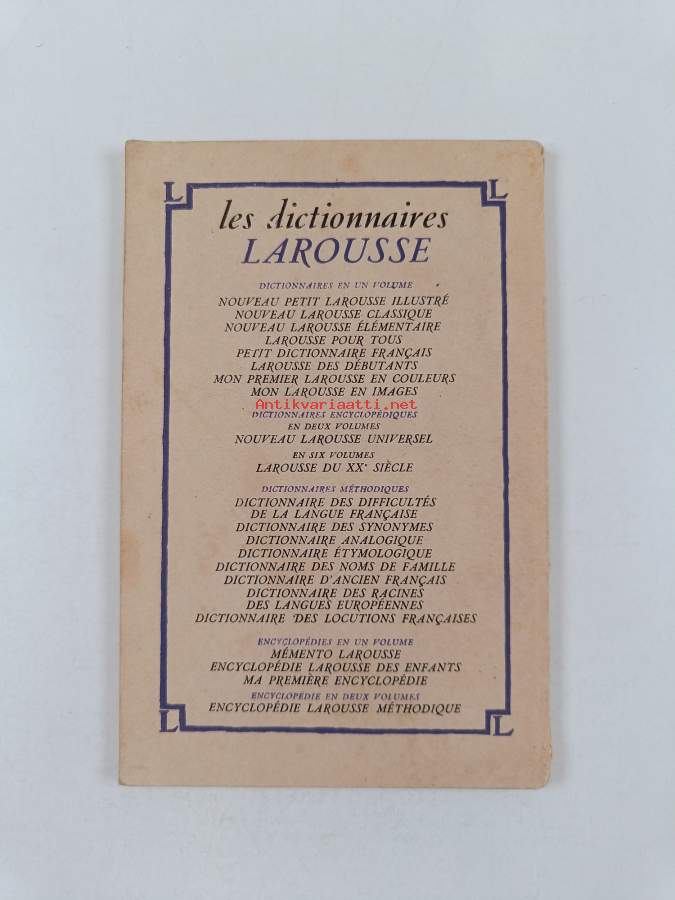 L L
les dictionnaires
LAROUSSE
DICTIONNAIRES EN UN VOLUME
NOUVEAU PETIT LAROUSSE ILLUSTRÉ
NOUVEAU LAROUSSE CLASSIQUE
NOUVEAU LAROUSSE ÉLÉMENTAIRE
LAROUSSE POUR TOUS
PETIT DICTIONNAIRE FRANÇAIS
LAROUSSE DES DÉBUTANTS
MON PREMIER LAROUSSE EN COULEURS
MON LAROUSSE EN IMAGES
Antikvariaatti.net
DICTIONNAIRES ENCYCLOPÉDIQUES
EN DEUX VOLUMES
NOUVEAU LAROUSSE UNIVERSEL
EN SIX VOLUMES
LAROUSSE DU XXe SIÈCLE
DICTIONNAIRES MÉTHODIQUES
DICTIONNAIRE DES DIFFICULTÉS
DE LA LANGUE FRANÇAISE
DICTIONNAIRE DES SYNONYMES
DICTIONNAIRE ANALOGIQUE
DICTIONNAIRE ÉTYMOLOGIQUE
DICTIONNAIRE DES NOMS DE FAMILLE
DICTIONNAIRE D'ANCIEN FRANÇAIS
DICTIONNAIRE DES RACINES
DES LANGUES EUROPÉENNES
DICTIONNAIRE DES LOCUTIONS FRANÇAISES
ENCYCLOPÉDIES EN UN VOLUME
MÉMENTO LAROUSSE
ENCYCLOPÉDIE LAROUSSE DES ENFANTS
MA PREMIÈRE ENCYCLOPÉDIE
ENCYCLOPÉDIE EN DEUX VOLUMES
ENCYCLOPÉDIE LAROUSSE MÉTHODIQUE
L L